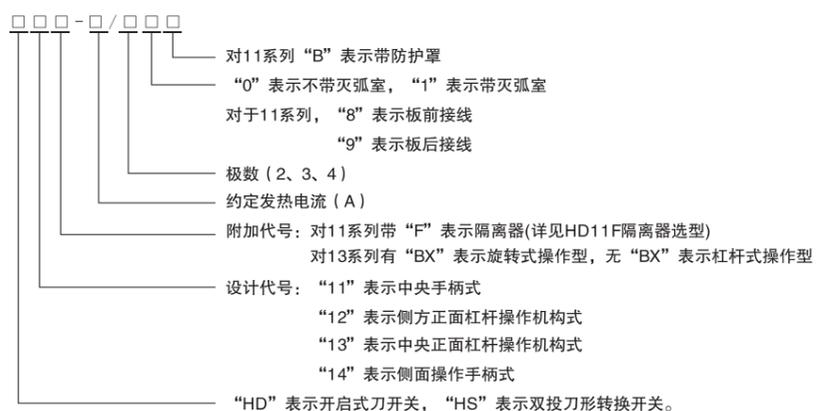 □□□-□/□□□
对11系列“B”表示带防护罩
“0”表示不带灭弧室，“1”表示带灭弧室
对于11系列，“8”表示板前接线
“9”表示板后接线
极数（2、3、4）
约定发热电流（A）
附加代号：对11系列带“F”表示隔离器(详见HD11F隔离器选型)
对13系列有“BX”表示旋转式操作型，无“BX”表示杠杆式操作型
设计代号：“11”表示中央手柄式
“12”表示侧方正面杠杆操作机构式
“13”表示中央正面杠杆操作机构式
“14”表示侧面操作手柄式
“HD”表示开启式刀开关，“HS”表示双投刀形转换开关。